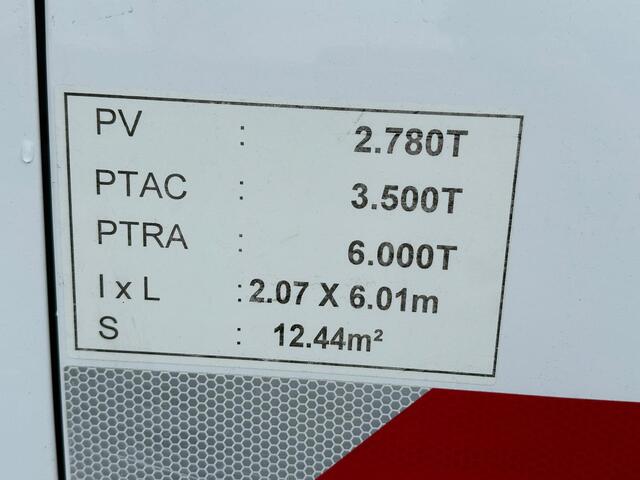 PV : 2.780T
PTAC : 3.500T
PTRA : 6.000T
l x L : 2.07 X 6.01m
S : 12.44m²